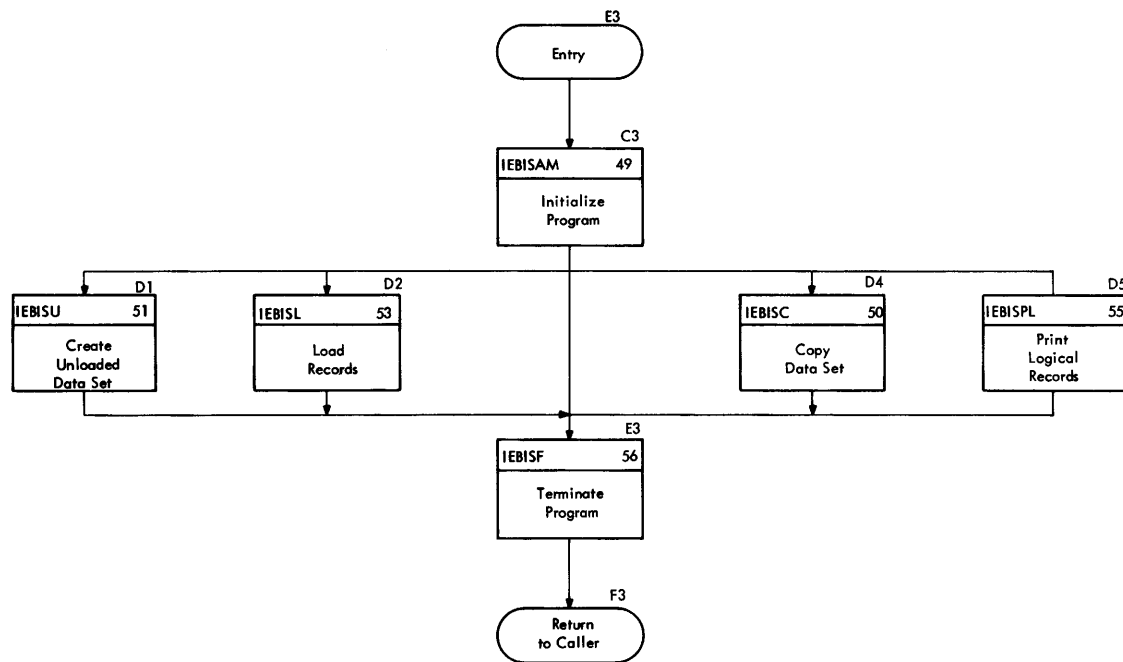 E3
Entry
C3
IEBISAM 49
Initialize
Program
D1
IEBISU 51
Create
Unloaded
Data Set
D2
IEBISL 53
Load
Records
D4
IEBISC 50
Copy
Data Set
D5
IEBISPL 55
Print
Logical
Records
E3
IEBISF 56
Terminate
Program
F3
Return
to Caller